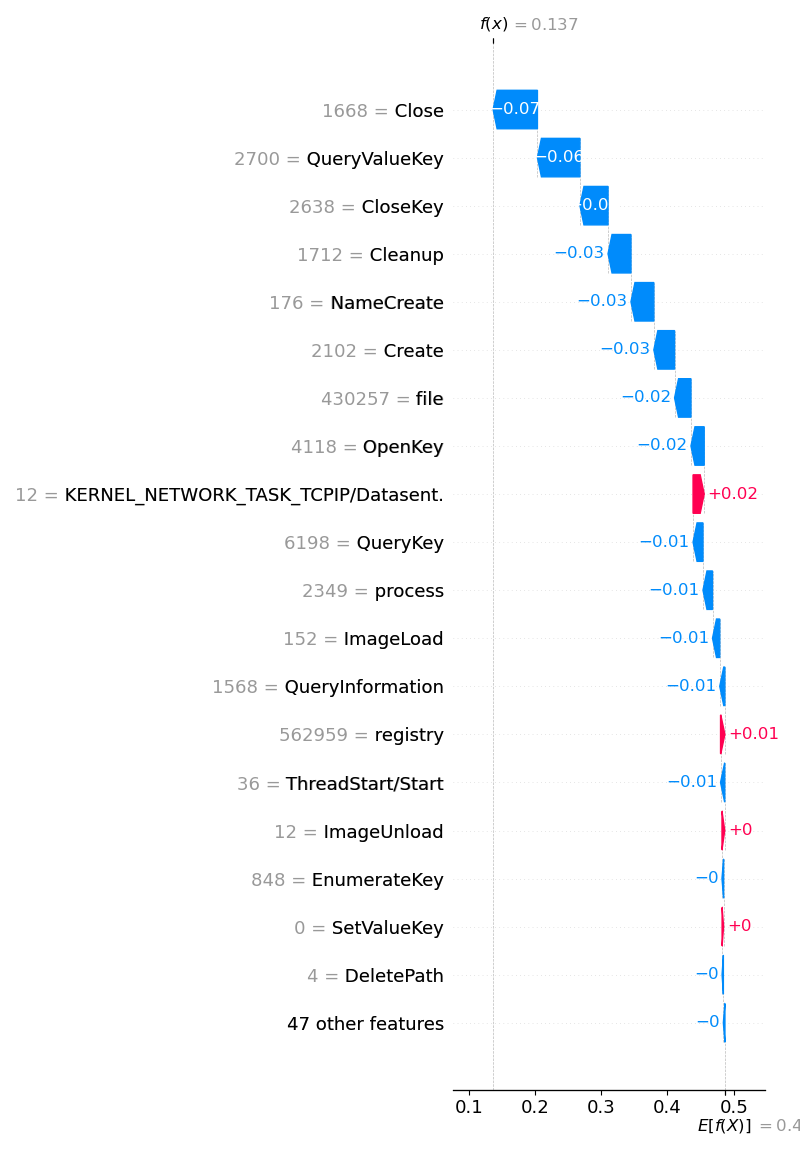 f(x) = 0.137
1668 = Close
−0.07
2700 = QueryValueKey
−0.06
2638 = CloseKey
−0.0
1712 = Cleanup
−0.03
176 = NameCreate
−0.03
2102 = Create
−0.03
430257 = file
−0.02
4118 = OpenKey
−0.02
12 = KERNEL_NETWORK_TASK_TCPIP/Datasent.
+0.02
6198 = QueryKey
−0.01
2349 = process
−0.01
152 = ImageLoad
−0.01
1568 = QueryInformation
−0.01
562959 = registry
+0.01
36 = ThreadStart/Start
−0.01
12 = ImageUnload
+0
848 = EnumerateKey
−0
0 = SetValueKey
+0
4 = DeletePath
−0
47 other features
−0
0.1 0.2 0.3 0.4 0.5
E[f(X)] = 0.4